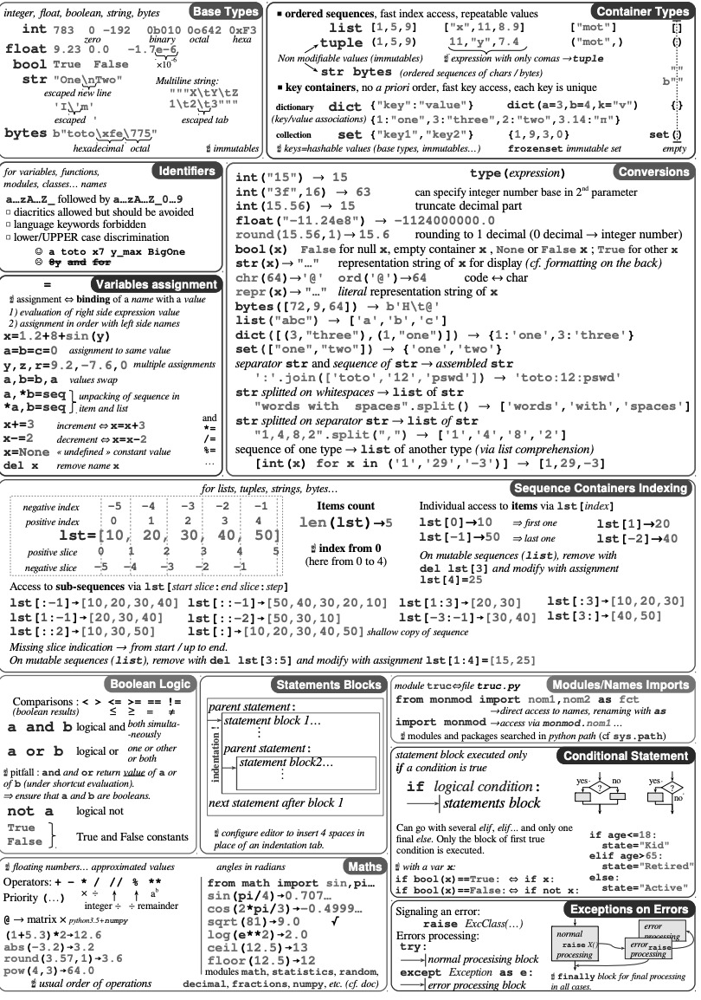 integer, float, boolean, string, bytes
Base Types
int 783 0 -192 0b010 0o642 0xF3
zero binary octal hexa
float 9.23 0.0 -1.7e-6
×10⁻⁶
bool True False
str "One\nTwo"
escaped new line
'I\'m'
escaped '
Multiline string:
"""X\tY\tZ
1\t2\t3"""
escaped tab
bytes b"toto\xfe\775"
hexadecimal octal
☝ immutables
Container Types
■ ordered sequences, fast index access, repeatable values
list [1,5,9] ["x",11,8.9] ["mot"] []
tuple (1,5,9) 11,"y",7.4 ("mot",) ()
Non modifiable values (immutables) ☝ expression with only comas →tuple
str bytes (ordered sequences of chars / bytes)
""
b""
■ key containers, no a priori order, fast key access, each key is unique
dictionary dict {"key":"value"} dict(a=3,b=4,k="v") {}
(key/value associations) {1:"one",3:"three",2:"two",3.14:"π"}
collection set {"key1","key2"} {1,9,3,0} set()
☝ keys=hashable values (base types, immutables…) frozenset immutable set empty
Identifiers
for variables, functions,
modules, classes… names
a…zA…Z_ followed by a…zA…Z_0…9
□ diacritics allowed but should be avoided
□ language keywords forbidden
□ lower/UPPER case discrimination
☺ a toto x7 y_max BigOne
☹ 8y and for
= Variables assignment
☝ assignment ⇔ binding of a name with a value
1) evaluation of right side expression value
2) assignment in order with left side names
x=1.2+8+sin(y)
a=b=c=0 assignment to same value
y,z,r=9.2,-7.6,0 multiple assignments
a,b=b,a values swap
a,*b=seq unpacking of sequence in
*a,b=seq item and list
x+=3 increment ⇔ x=x+3
x-=2 decrement ⇔ x=x-2
x=None « undefined » constant value
del x remove name x
and
*=
/=
%=
…
Conversions
int("15") → 15 type(expression)
int("3f",16) → 63 can specify integer number base in 2nd parameter
int(15.56) → 15 truncate decimal part
float("-11.24e8") → -1124000000.0
round(15.56,1)→15.6 rounding to 1 decimal (0 decimal → integer number)
bool(x) False for null x, empty container x , None or False x ; True for other x
str(x)→"…" representation string of x for display (cf. formatting on the back)
chr(64)→'@' ord('@')→64 code ↔ char
repr(x)→"…" literal representation string of x
bytes([72,9,64]) → b'H\t@'
list("abc") → ['a','b','c']
dict([(3,"three"),(1,"one")]) → {1:'one',3:'three'}
set(["one","two"]) → {'one','two'}
separator str and sequence of str → assembled str
':'.join(['toto','12','pswd']) → 'toto:12:pswd'
str splitted on whitespaces → list of str
"words with  spaces".split() → ['words','with','spaces']
str splitted on separator str → list of str
"1,4,8,2".split(",") → ['1','4','8','2']
sequence of one type → list of another type (via list comprehension)
[int(x) for x in ('1','29','-3')] → [1,29,-3]
Sequence Containers Indexing
for lists, tuples, strings, bytes…
negative index -5 -4 -3 -2 -1
positive index 0 1 2 3 4
lst=[10, 20, 30, 40, 50]
positive slice 0 1 2 3 4 5
negative slice -5 -4 -3 -2 -1
Items count
len(lst)→5
☝ index from 0
(here from 0 to 4)
Individual access to items via lst[index]
lst[0]→10 ⇒ first one lst[1]→20
lst[-1]→50 ⇒ last one lst[-2]→40
On mutable sequences (list), remove with
del lst[3] and modify with assignment
lst[4]=25
Access to sub-sequences via lst[start slice:end slice:step]
lst[:-1]→[10,20,30,40] lst[::-1]→[50,40,30,20,10] lst[1:3]→[20,30] lst[:3]→[10,20,30]
lst[1:-1]→[20,30,40] lst[::-2]→[50,30,10] lst[-3:-1]→[30,40] lst[3:]→[40,50]
lst[::2]→[10,30,50] lst[:]→[10,20,30,40,50] shallow copy of sequence
Missing slice indication → from start / up to end.
On mutable sequences (list), remove with del lst[3:5] and modify with assignment lst[1:4]=[15,25]
Boolean Logic
Comparisons : < > <= >= == !=
(boolean results) ≤ ≥ = ≠
a and b logical and both simulta-
-neously
a or b logical or one or other
or both
☝ pitfall : and and or return value of a or
of b (under shortcut evaluation).
⇒ ensure that a and b are booleans.
not a logical not
True
False
True and False constants
Statements Blocks
parent statement :
statement block 1…
⋮
parent statement :
statement block2…
⋮
indentation !
next statement after block 1
☝ configure editor to insert 4 spaces in
place of an indentation tab.
Modules/Names Imports
module truc⇔file truc.py
from monmod import nom1,nom2 as fct
→direct access to names, renaming with as
import monmod →access via monmod.nom1 …
☝ modules and packages searched in python path (cf sys.path)
Conditional Statement
statement block executed only
if a condition is true
if logical condition:
statements block
yes ? no
yes ? no
Can go with several elif, elif... and only one
final else. Only the block of first true
condition is executed.
☝ with a var x:
if bool(x)==True: ⇔ if x:
if bool(x)==False: ⇔ if not x:
if age<=18:
state="Kid"
elif age>65:
state="Retired"
else:
state="Active"
Maths
☝ floating numbers… approximated values angles in radians
Operators: + - * / // % **
Priority (…) × ÷ aᵇ
integer ÷ ÷ remainder
@ → matrix × python3.5+numpy
(1+5.3)*2→12.6
abs(-3.2)→3.2
round(3.57,1)→3.6
pow(4,3)→64.0
☝ usual order of operations
from math import sin,pi…
sin(pi/4)→0.707…
cos(2*pi/3)→-0.4999…
sqrt(81)→9.0 √
log(e**2)→2.0
ceil(12.5)→13
floor(12.5)→12
modules math, statistics, random,
decimal, fractions, numpy, etc. (cf. doc)
Exceptions on Errors
Signaling an error:
raise ExcClass(…)
Errors processing:
try:
normal procesising block
except Exception as e:
error processing block
normal
raise X()
processing
error
processing
error raise
processing
☝ finally block for final processing
in all cases.